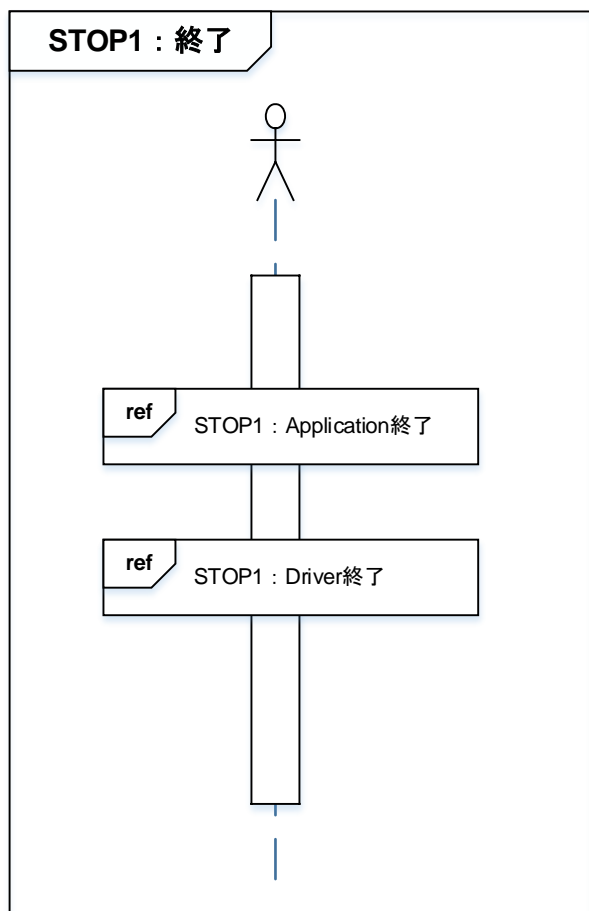 STOP1：終了
ref
STOP1：Application終了
ref
STOP1：Driver終了